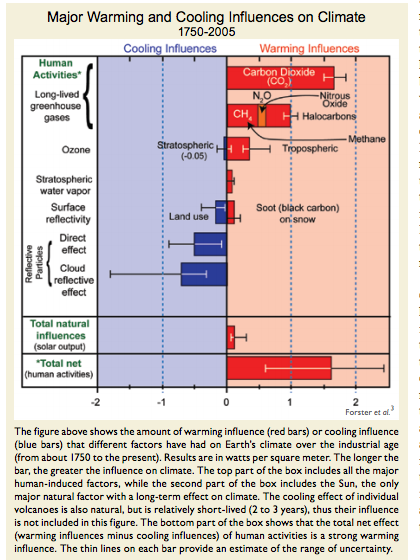 Major Warming and Cooling Influences on Climate
1750-2005
Cooling Influences
Warming Influences
Human
Activities*
Long-lived
greenhouse
gases
Carbon Dioxide
(CO2)
N2O
Nitrous
Oxide
CH4
Halocarbons
Methane
Ozone
Stratospheric
(-0.05)
Tropospheric
Stratospheric
water vapor
Surface
reflectivity
Land use
Soot (black carbon)
on snow
Reflective
Particles
Direct
effect
Cloud
reflective
effect
Total natural
influences
(solar output)
*Total net
(human activities)
-2 -1 0 1 2
Forster et al.3
The figure above shows the amount of warming influence (red bars) or cooling influence
(blue bars) that different factors have had on Earth's climate over the industrial age
(from about 1750 to the present). Results are in watts per square meter. The longer the
bar, the greater the influence on climate. The top part of the box includes all the major
human-induced factors, while the second part of the box includes the Sun, the only
major natural factor with a long-term effect on climate. The cooling effect of individual
volcanoes is also natural, but is relatively short-lived (2 to 3 years), thus their influence
is not included in this figure. The bottom part of the box shows that the total net effect
(warming influences minus cooling influences) of human activities is a strong warming
influence. The thin lines on each bar provide an estimate of the range of uncertainty.